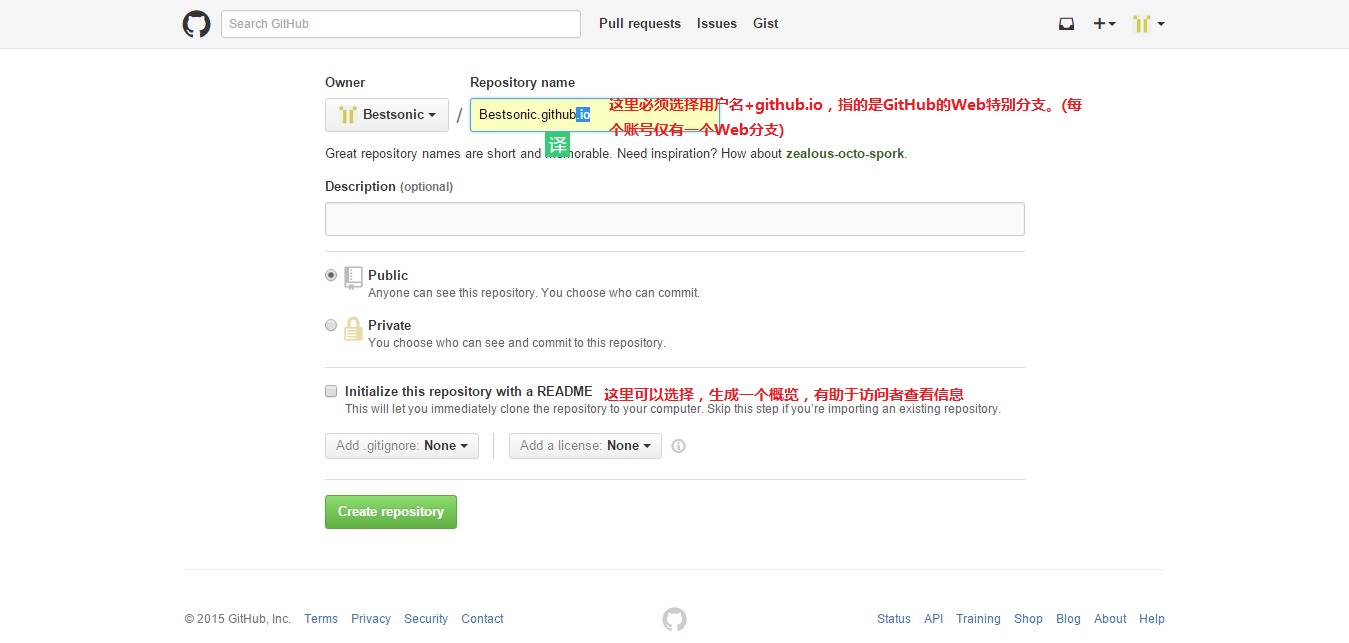 Search GitHub
Pull requests Issues Gist
Owner
Repository name
Bestsonic
/
Bestsonic.github.io
这里必须选择用户名+github.io，指的是GitHub的Web特别分支。(每
个账号仅有一个Web分支)
译
Great repository names are short and memorable. Need inspiration? How about zealous-octo-spork.
Description (optional)
Public
Anyone can see this repository. You choose who can commit.
Private
You choose who can see and commit to this repository.
Initialize this repository with a README 这里可以选择，生成一个概览，有助于访问者查看信息
This will let you immediately clone the repository to your computer. Skip this step if you’re importing an existing repository.
Add .gitignore: None Add a license: None
Create repository
© 2015 GitHub, Inc. Terms Privacy Security Contact Status API Training Shop Blog About Help